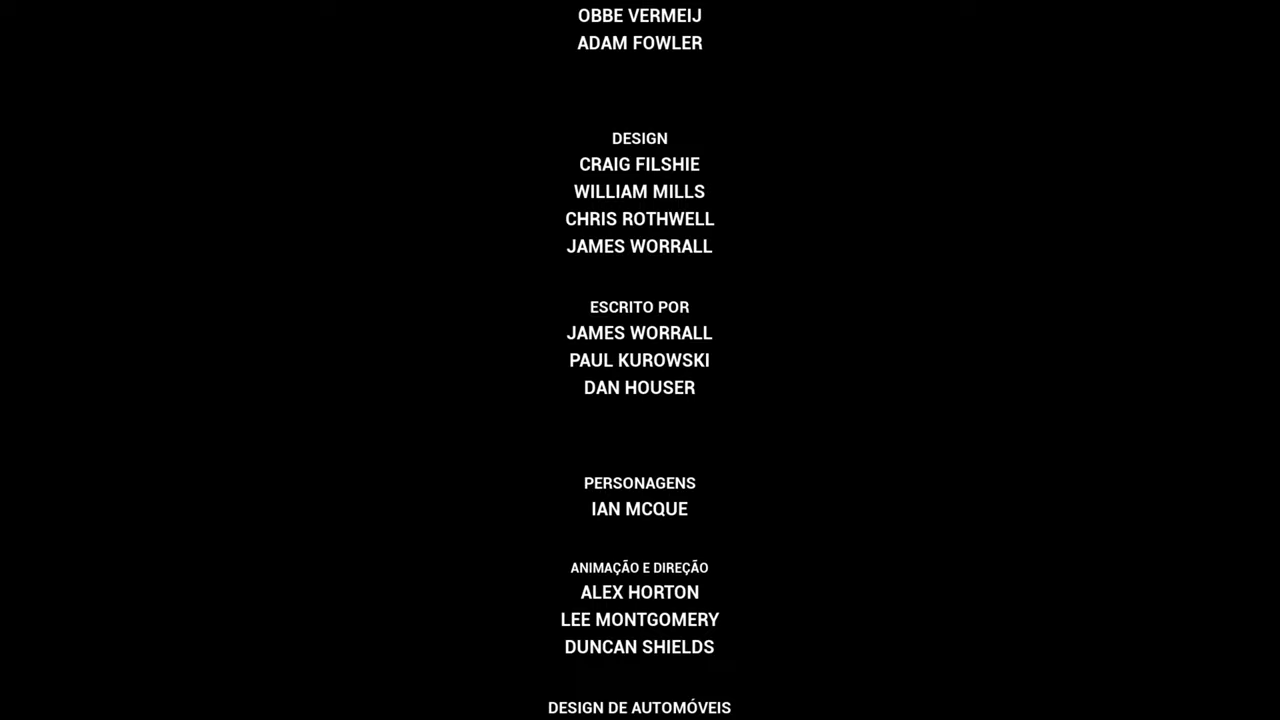 OBBE VERMEIJ
ADAM FOWLER
DESIGN
CRAIG FILSHIE
WILLIAM MILLS
CHRIS ROTHWELL
JAMES WORRALL
ESCRITO POR
JAMES WORRALL
PAUL KUROWSKI
DAN HOUSER
PERSONAGENS
IAN MCQUE
ANIMAÇÃO E DIREÇÃO
ALEX HORTON
LEE MONTGOMERY
DUNCAN SHIELDS
DESIGN DE AUTOMÓVEIS